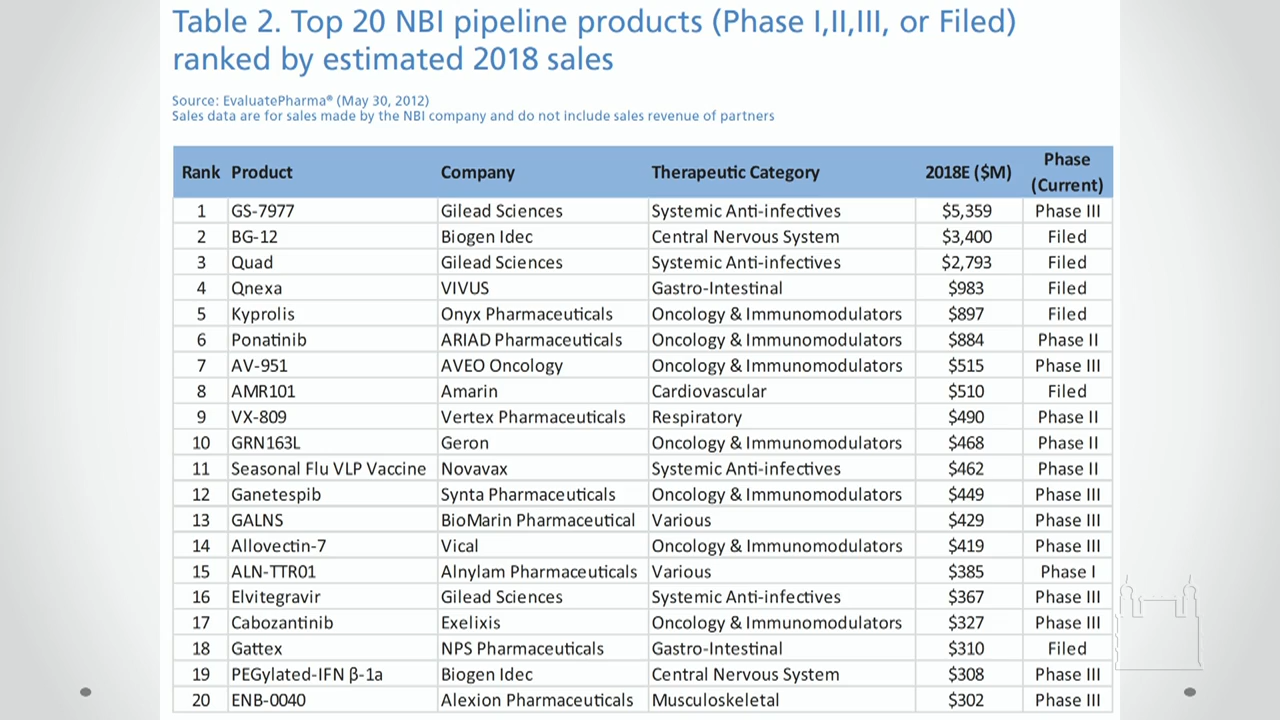 Table 2. Top 20 NBI pipeline products (Phase I,II,III, or Filed)
ranked by estimated 2018 sales
Source: EvaluatePharma® (May 30, 2012)
Sales data are for sales made by the NBI company and do not include sales revenue of partners
Rank Product Company Therapeutic Category 2018E ($M) Phase (Current)
1 GS-7977 Gilead Sciences Systemic Anti-infectives $5,359 Phase III
2 BG-12 Biogen Idec Central Nervous System $3,400 Filed
3 Quad Gilead Sciences Systemic Anti-infectives $2,793 Filed
4 Qnexa VIVUS Gastro-Intestinal $983 Filed
5 Kyprolis Onyx Pharmaceuticals Oncology & Immunomodulators $897 Filed
6 Ponatinib ARIAD Pharmaceuticals Oncology & Immunomodulators $884 Phase II
7 AV-951 AVEO Oncology Oncology & Immunomodulators $515 Phase III
8 AMR101 Amarin Cardiovascular $510 Filed
9 VX-809 Vertex Pharmaceuticals Respiratory $490 Phase II
10 GRN163L Geron Oncology & Immunomodulators $468 Phase II
11 Seasonal Flu VLP Vaccine Novavax Systemic Anti-infectives $462 Phase II
12 Ganetespib Synta Pharmaceuticals Oncology & Immunomodulators $449 Phase III
13 GALNS BioMarin Pharmaceutical Various $429 Phase III
14 Allovectin-7 Vical Oncology & Immunomodulators $419 Phase III
15 ALN-TTR01 Alnylam Pharmaceuticals Various $385 Phase I
16 Elvitegravir Gilead Sciences Systemic Anti-infectives $367 Phase III
17 Cabozantinib Exelixis Oncology & Immunomodulators $327 Phase III
18 Gattex NPS Pharmaceuticals Gastro-Intestinal $310 Filed
19 PEGylated-IFN β-1a Biogen Idec Central Nervous System $308 Phase III
20 ENB-0040 Alexion Pharmaceuticals Musculoskeletal $302 Phase III